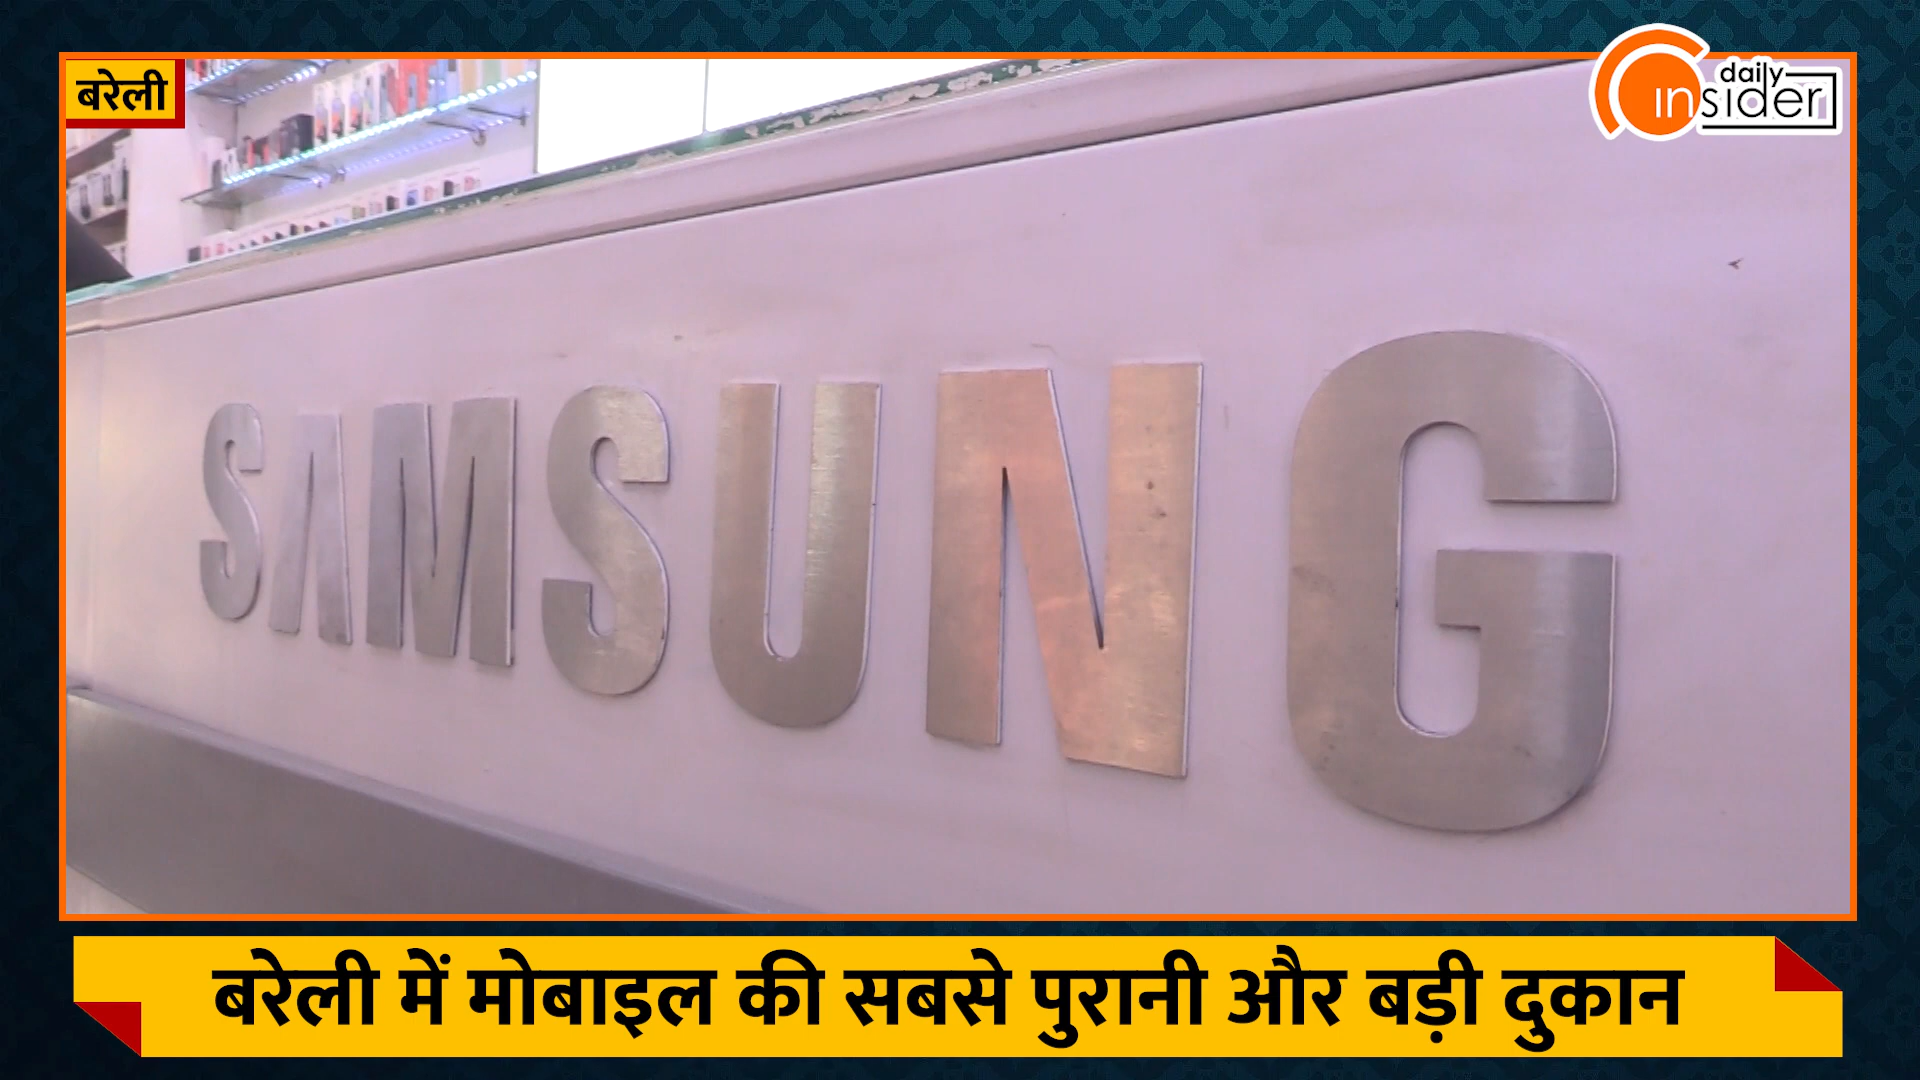 बरेली
daily
insider
SAMSUNG
बरेली में मोबाइल की सबसे पुरानी और बड़ी दुकान